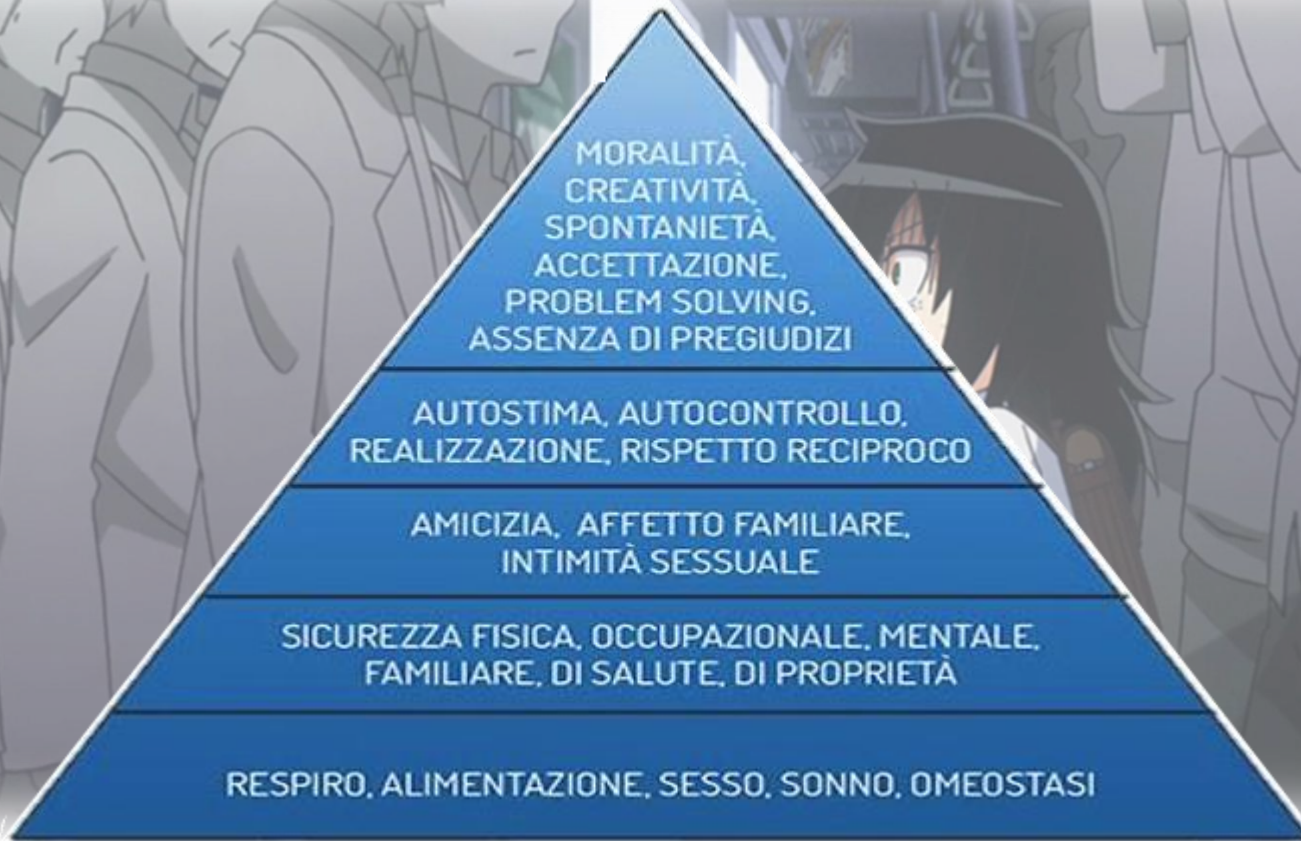 MORALITÀ,
CREATIVITÀ,
SPONTANIETÀ,
ACCETTAZIONE,
PROBLEM SOLVING,
ASSENZA DI PREGIUDIZI
AUTOSTIMA, AUTOCONTROLLO,
REALIZZAZIONE, RISPETTO RECIPROCO
AMICIZIA, AFFETTO FAMILIARE,
INTIMITÀ SESSUALE
SICUREZZA FISICA, OCCUPAZIONALE, MENTALE,
FAMILIARE, DI SALUTE, DI PROPRIETÀ
RESPIRO, ALIMENTAZIONE, SESSO, SONNO, OMEOSTASI